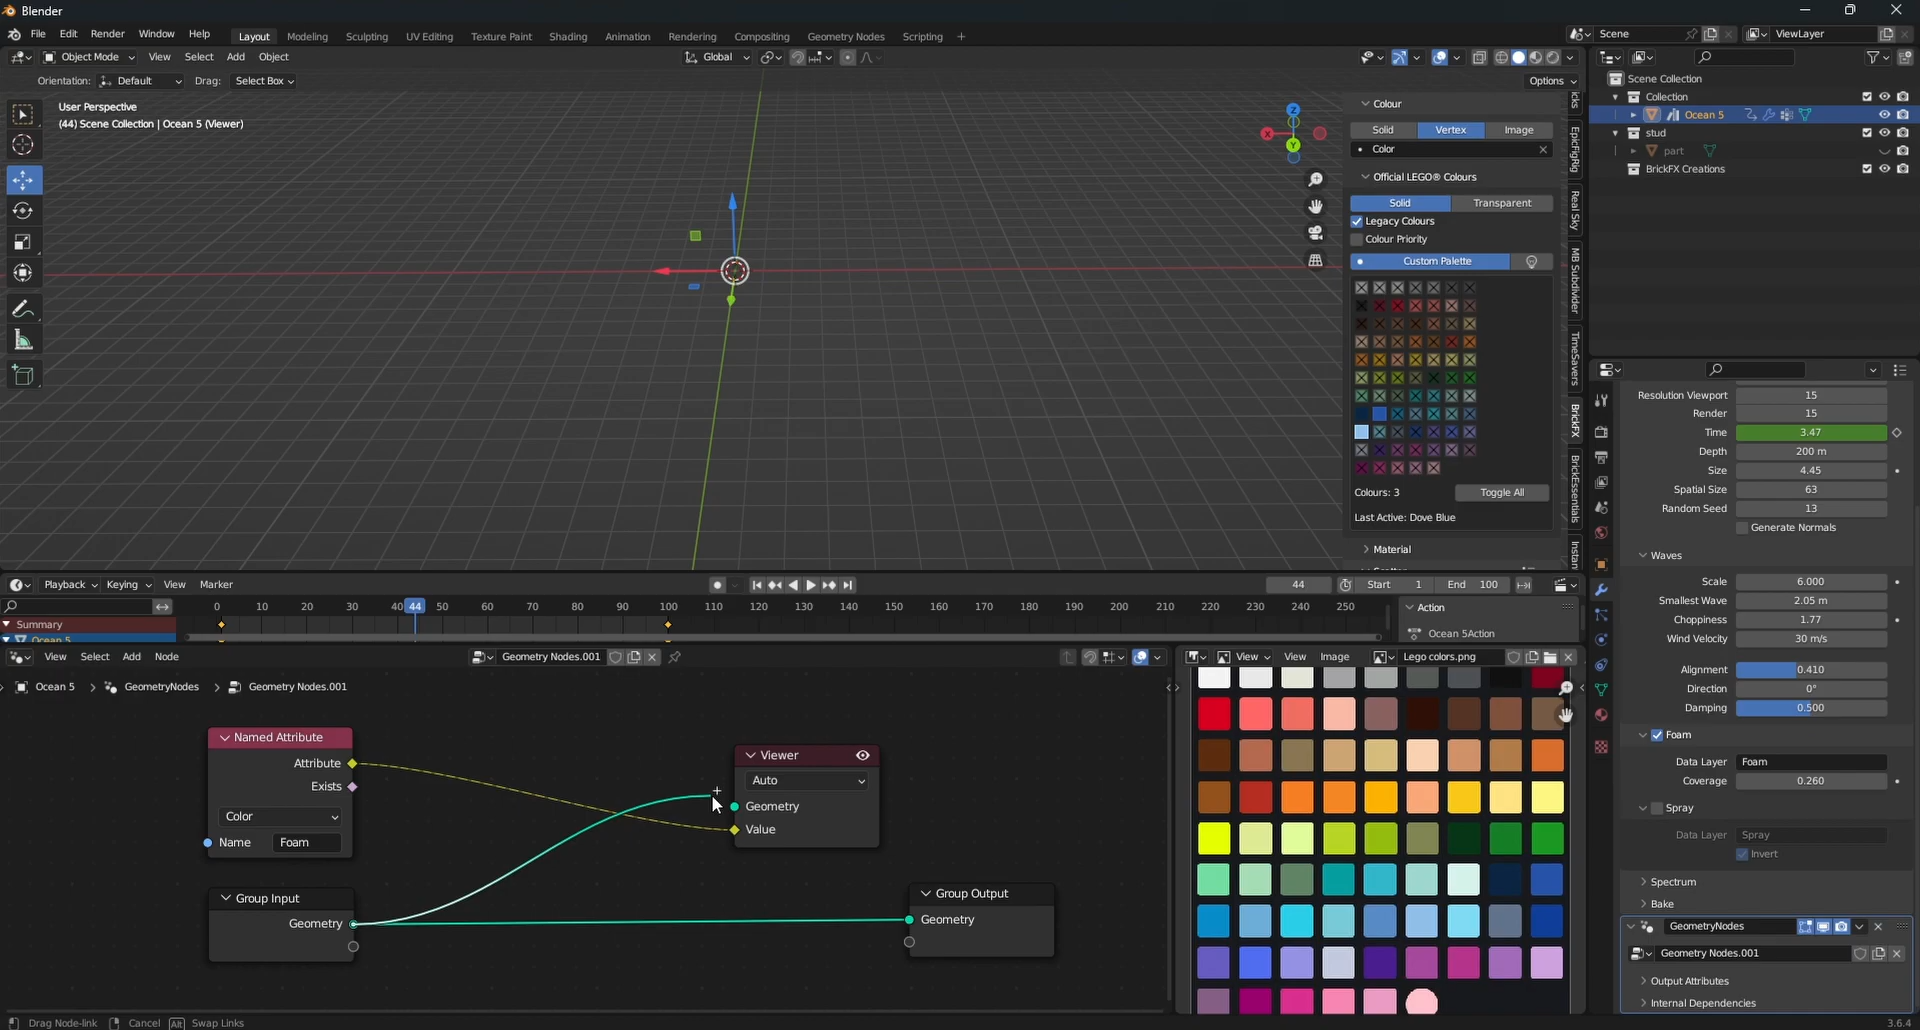 Blender
File Edit Render Window Help Layout Modeling Sculpting UV Editing Texture Paint Shading Animation Rendering Compositing Geometry Nodes Scripting +
Scene ViewLayer
Object Mode View Select Add Object Global
Orientation: Default Drag: Select Box Options
User Perspective
(44) Scene Collection | Ocean 5 (Viewer)
X Y Z
Colour
Solid Vertex Image
Color
Official LEGO® Colours
Solid Transparent
Legacy Colours
Colour Priority
Custom Palette
Colours: 3 Toggle All
Last Active: Dove Blue
Material
EpicFigRig
Real Sky
MB Subdivider
TimeSavers
BrickFX
BrickEssentials
Scene Collection
Collection
Ocean 5
stud
part
BrickFX Creations
Resolution Viewport 15
Render 15
Time 3.47
Depth 200 m
Size 4.45
Spatial Size 63
Random Seed 13
Generate Normals
Waves
Scale 6.000
Smallest Wave 2.05 m
Choppiness 1.77
Wind Velocity 30 m/s
Alignment 0.410
Direction 0°
Damping 0.500
Foam
Data Layer Foam
Coverage 0.260
Spray
Data Layer Spray
Invert
Spectrum
Bake
GeometryNodes
Geometry Nodes.001
Output Attributes
Internal Dependencies
Playback Keying View Marker 44 Start 1 End 100
0 10 20 30 40 44 50 60 70 80 90 100 110 120 130 140 150 160 170 180 190 200 210 220 230 240 250
Summary
Ocean 5
Action
Ocean 5Action
View Select Add Node Geometry Nodes.001
Ocean 5 > GeometryNodes > Geometry Nodes.001
Named Attribute
Attribute
Exists
Color
Name Foam
Group Input
Geometry
Viewer
Auto
Geometry
Value
Group Output
Geometry
View View Image Lego colors.png
Drag Node-link Cancel Alt Swap Links
3.6.4